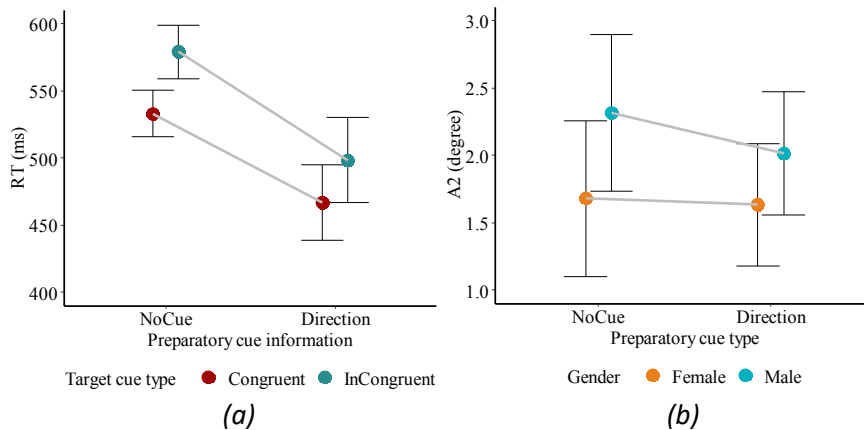 600
550
500
450
400
RT (ms)
NoCue Direction
Preparatory cue information
Target cue type Congruent InCongruent
(a)
3.0
2.5
2.0
1.5
1.0
A2 (degree)
NoCue Direction
Preparatory cue type
Gender Female Male
(b)